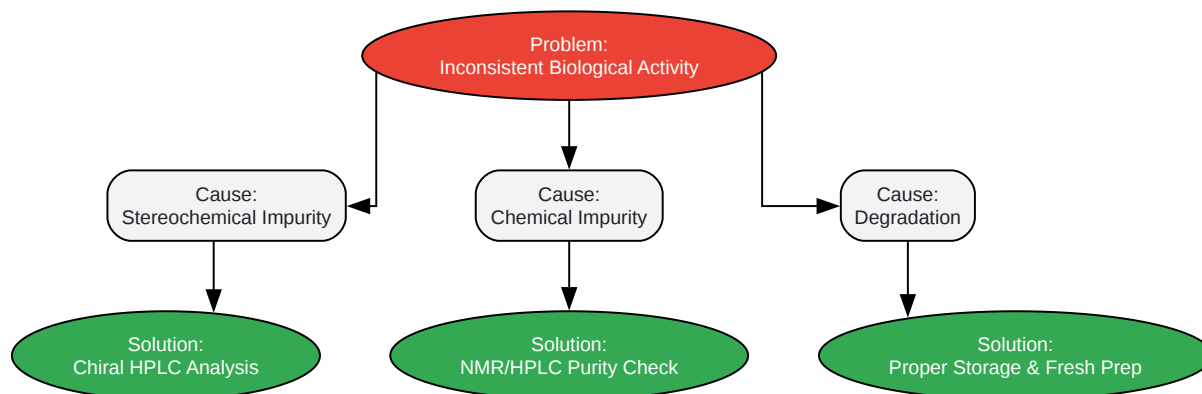 Problem:
Inconsistent Biological Activity
Cause:
Stereochemical Impurity
Cause:
Chemical Impurity
Cause:
Degradation
Solution:
Chiral HPLC Analysis
Solution:
NMR/HPLC Purity Check
Solution:
Proper Storage & Fresh Prep